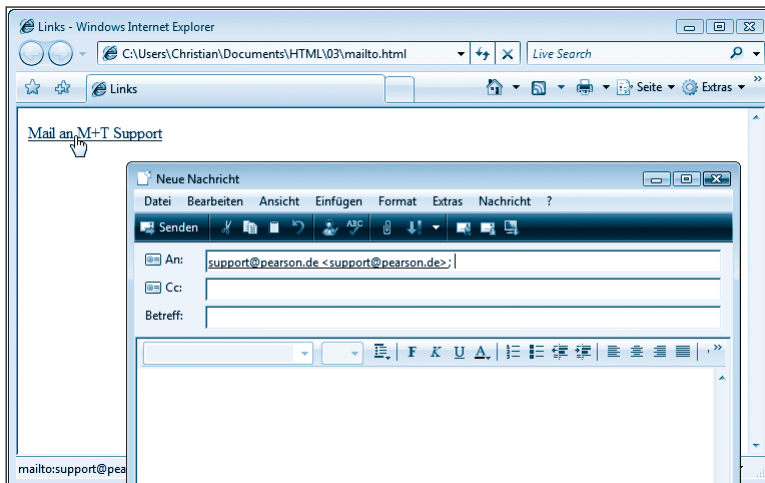 Links - Windows Internet Explorer
C:\Users\Christian\Documents\HTML\03\mailto.html
Live Search
Links
Seite
Extras
Mail an M+T Support
Neue Nachricht
Datei Bearbeiten Ansicht Einfügen Format Extras Nachricht ?
Senden
ABC
An: support@pearson.de <support@pearson.de>;
Cc:
Betreff:
F K U A
mailto:support@pea